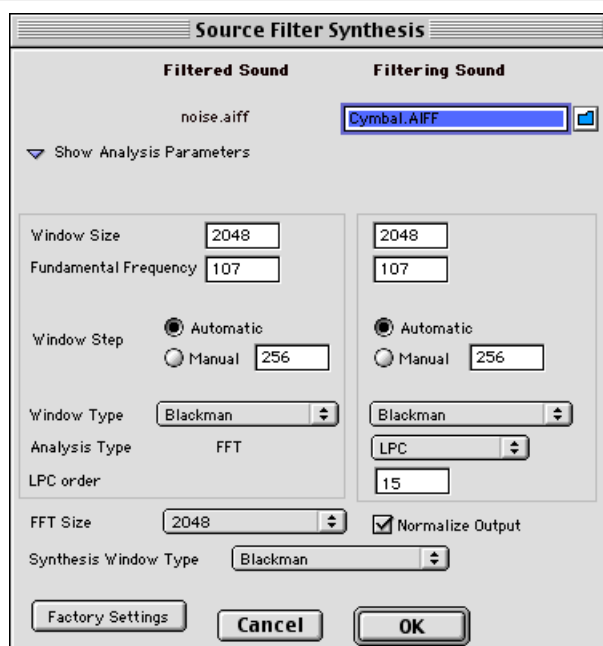 Source Filter Synthesis
Filtered Sound Filtering Sound
noise.aiff Cymbal.AIFF
Show Analysis Parameters
Window Size 2048 2048
Fundamental Frequency 107 107
Window Step Automatic Automatic
Manual 256 Manual 256
Window Type Blackman Blackman
Analysis Type FFT LPC
LPC order 15
FFT Size 2048 Normalize Output
Synthesis Window Type Blackman
Factory Settings Cancel OK